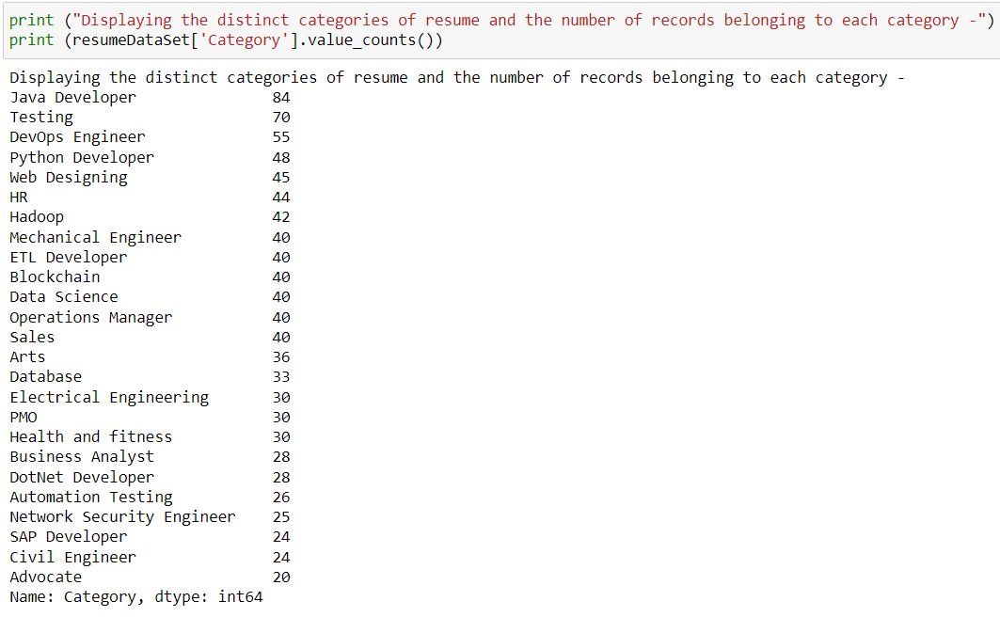 print ("Displaying the distinct categories of resume and the number of records belonging to each category -")
print (resumeDataSet['Category'].value_counts())
Displaying the distinct categories of resume and the number of records belonging to each category -
Java Developer 84
Testing 70
DevOps Engineer 55
Python Developer 48
Web Designing 45
HR 44
Hadoop 42
Mechanical Engineer 40
ETL Developer 40
Blockchain 40
Data Science 40
Operations Manager 40
Sales 40
Arts 36
Database 33
Electrical Engineering 30
PMO 30
Health and fitness 30
Business Analyst 28
DotNet Developer 28
Automation Testing 26
Network Security Engineer 25
SAP Developer 24
Civil Engineer 24
Advocate 20
Name: Category, dtype: int64